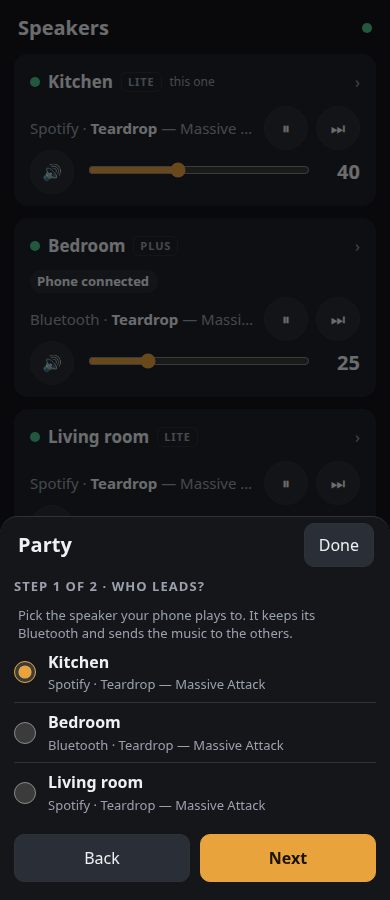 Speakers
Kitchen LITE this one ›
Spotify · Teardrop — Massive ...
40
Bedroom PLUS ›
Phone connected
Bluetooth · Teardrop — Massi...
25
Living room LITE ›
Spotify · Teardrop — Massive ...
Party Done
STEP 1 OF 2 · WHO LEADS?
Pick the speaker your phone plays to. It keeps its
Bluetooth and sends the music to the others.
Kitchen
Spotify · Teardrop — Massive Attack
Bedroom
Bluetooth · Teardrop — Massive Attack
Living room
Spotify · Teardrop — Massive Attack
Back Next